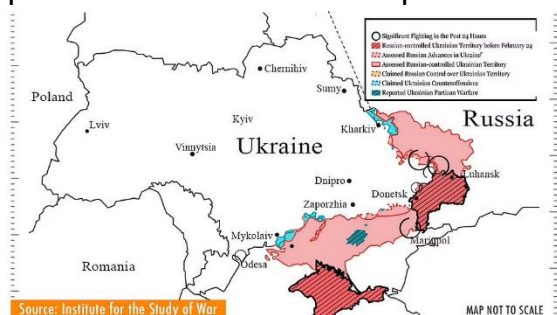 Significant Fighting in the Past 24 Hours
Russian-controlled Ukrainian Territory before February 24
Assessed Russian Advances in Ukraine*
Assessed Russian-controlled Ukrainian Territory
Claimed Russian Control over Ukrainian Territory
Claimed Ukrainian Counteroffensives
Reported Ukrainian Partisan Warfare
Chernihiv
Sumy
Poland
Lviv
Kyiv
Kharkiv
Russia
Vinnytsia
Ukraine
Luhansk
Dnipro
Donetsk
Zaporzhia
Mykolaiv
Mariupol
Romania
Odesa
Source: Institute for the Study of War
MAP NOT TO SCALE